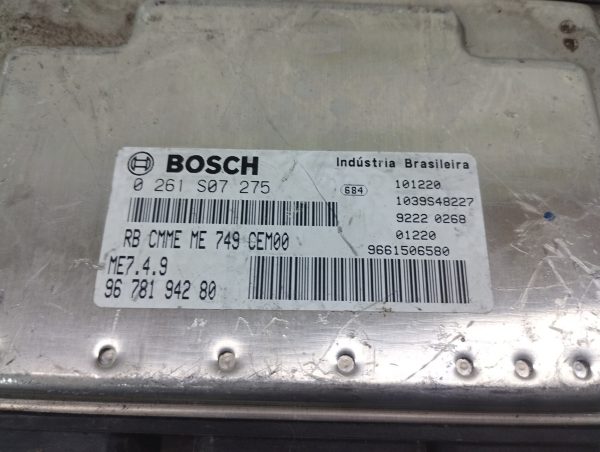 BOSCH
Indústria Brasileira
0 261 S07 275
684
101220
1039S48227
9222 0268
RB CMME ME 749 CEM00
01220
9661506580
ME7.4.9
96 781 942 80